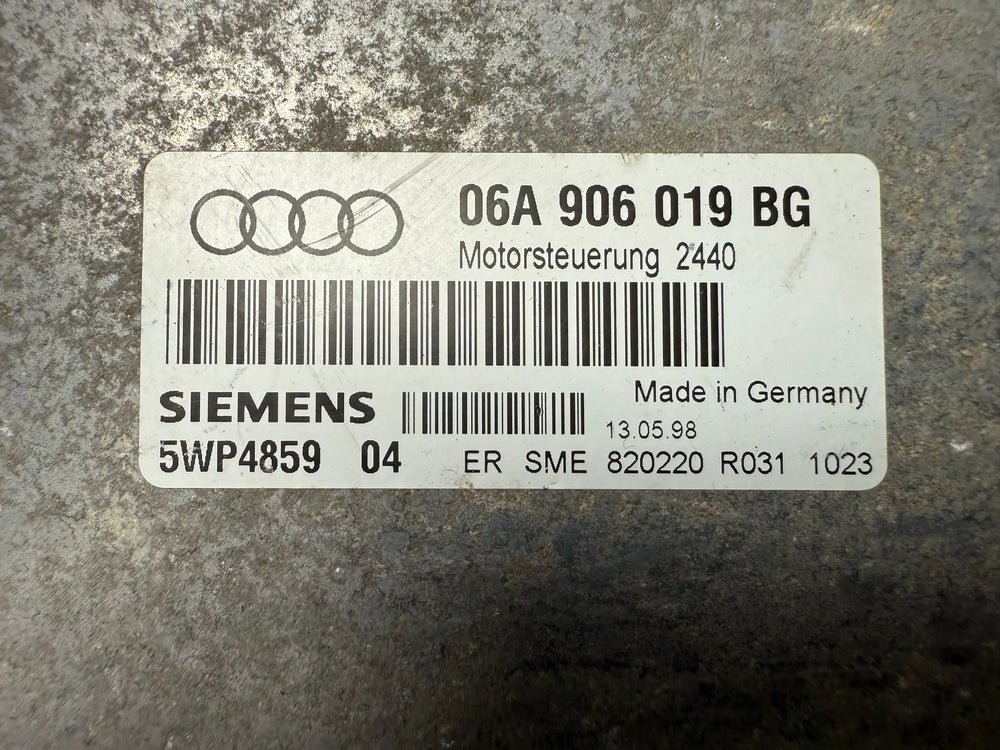 06A 906 019 BG
Motorsteuerung 2440
Made in Germany
SIEMENS
13.05.98
5WP4859 04 ER SME 820220 R031 1023